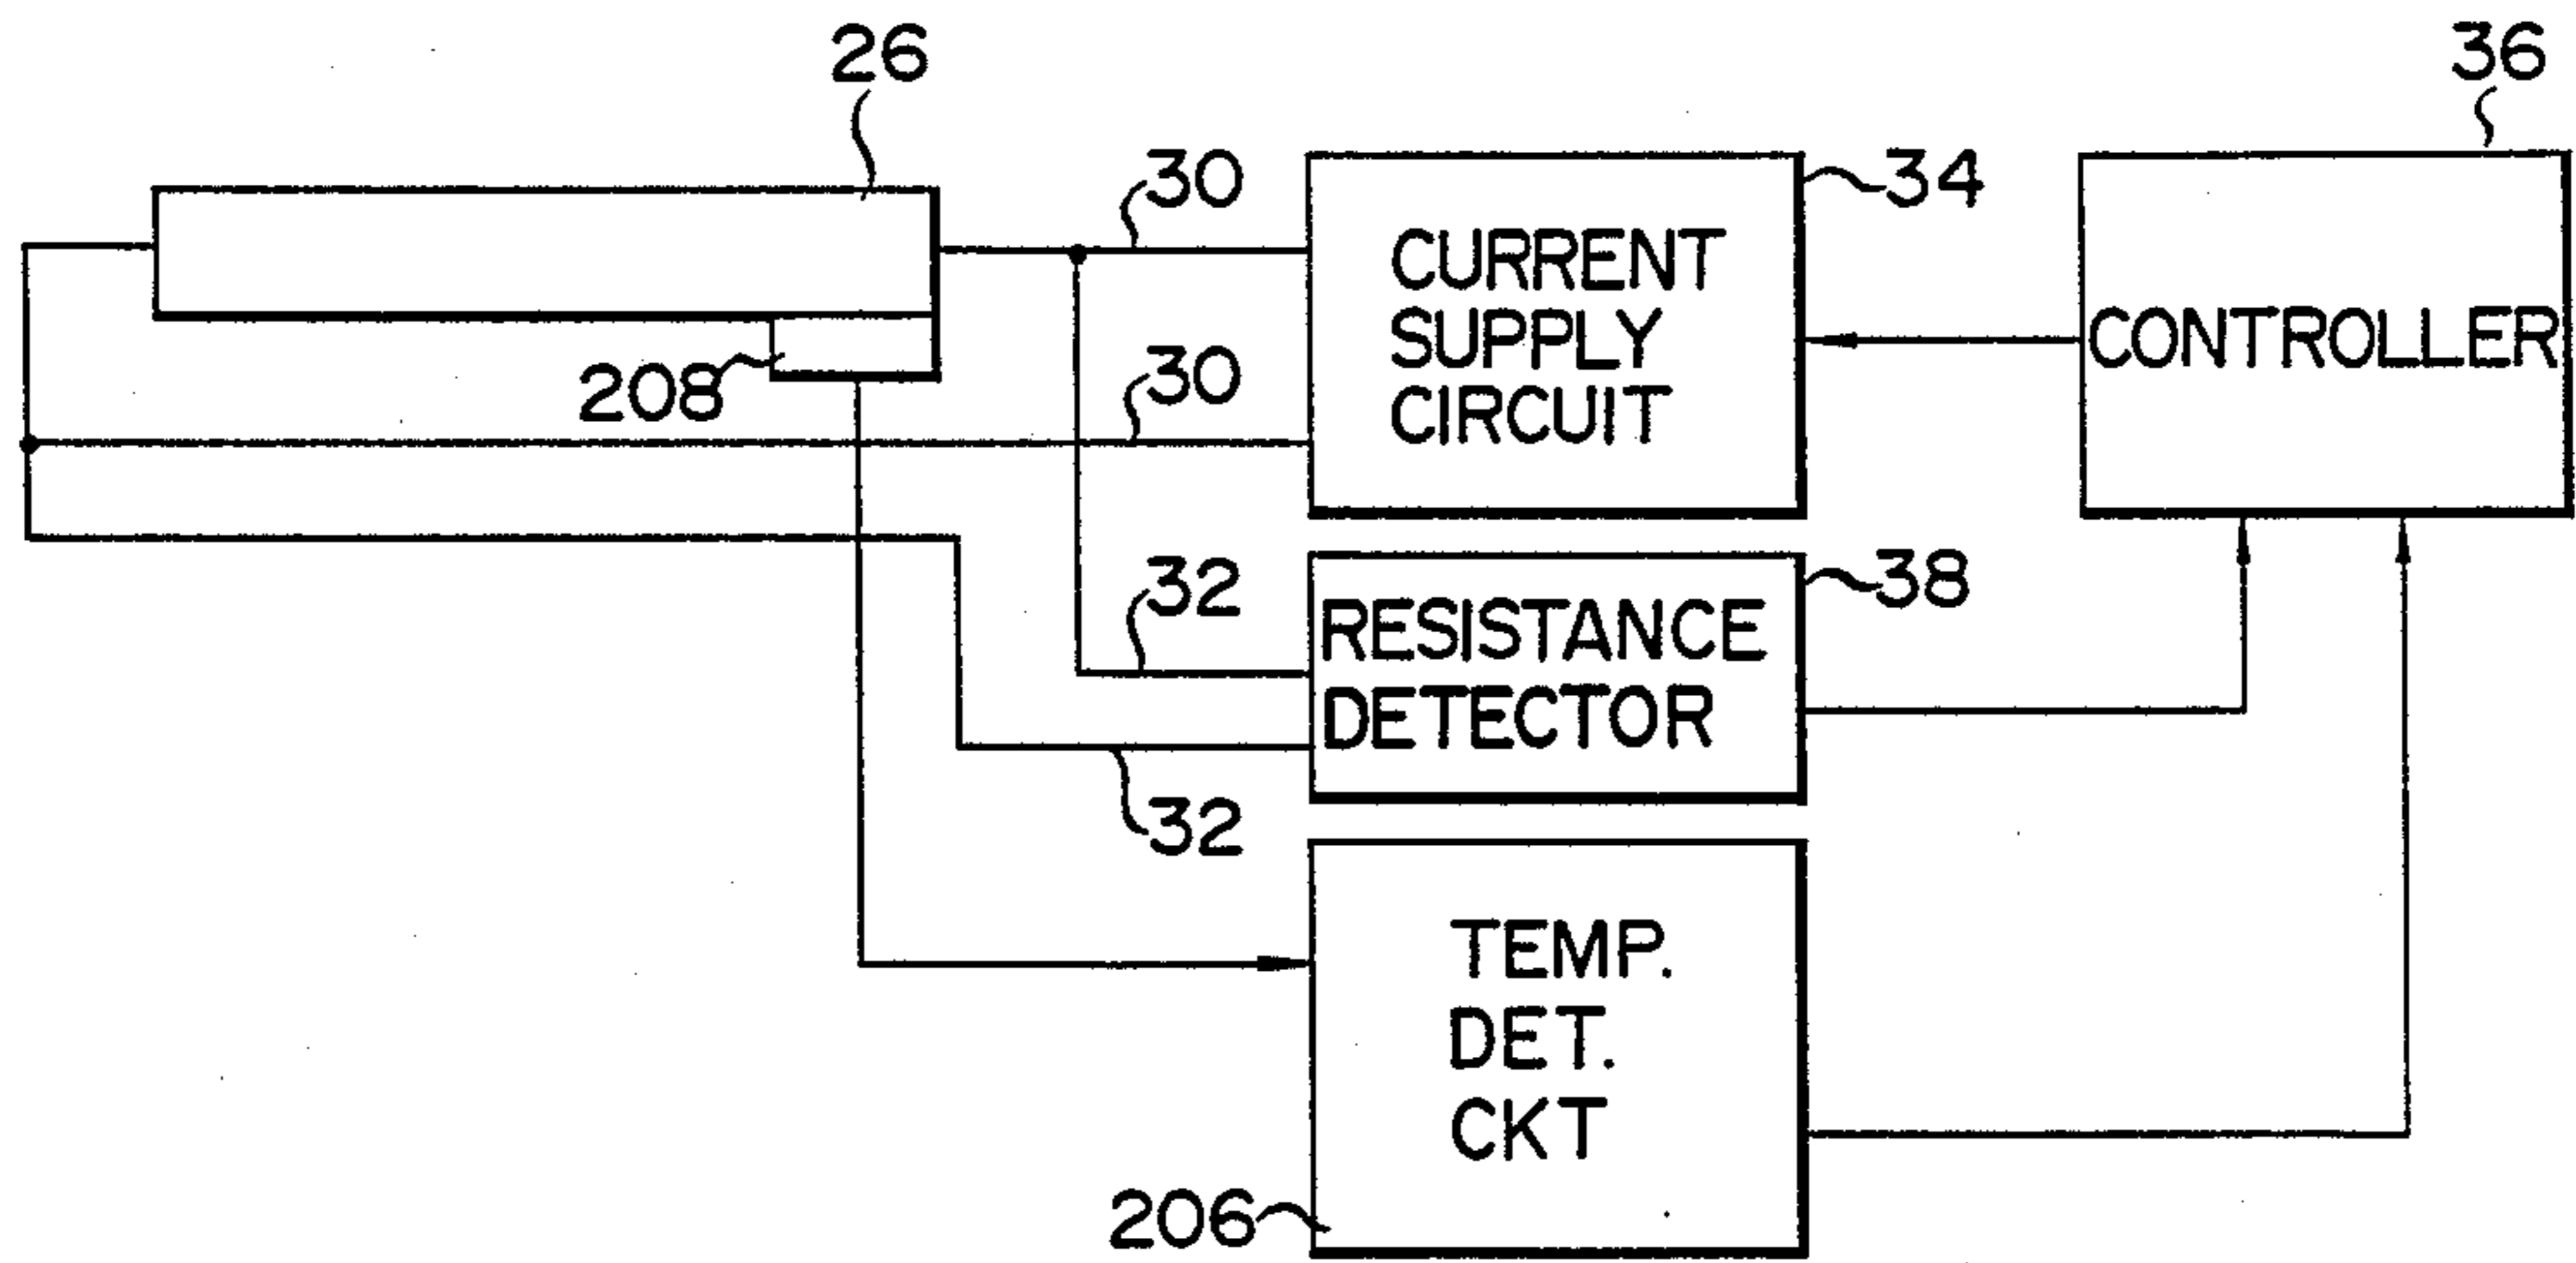 26
36
30
34
CURRENT
SUPPLY
CIRCUIT
CONTROLLER
208
30
32
38
RESISTANCE
DETECTOR
32
TEMP.
DET.
CKT
206